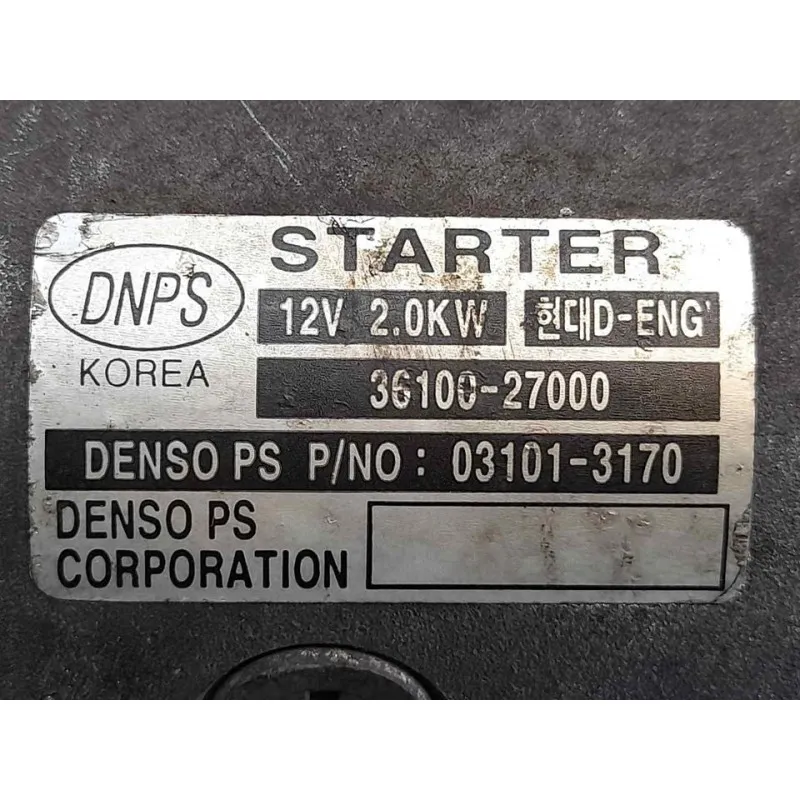 STARTER
DNPS
12V 2.0KW 현대D-ENG'
KOREA
36100-27000
DENSO PS P/NO : 03101-3170
DENSO PS
CORPORATION